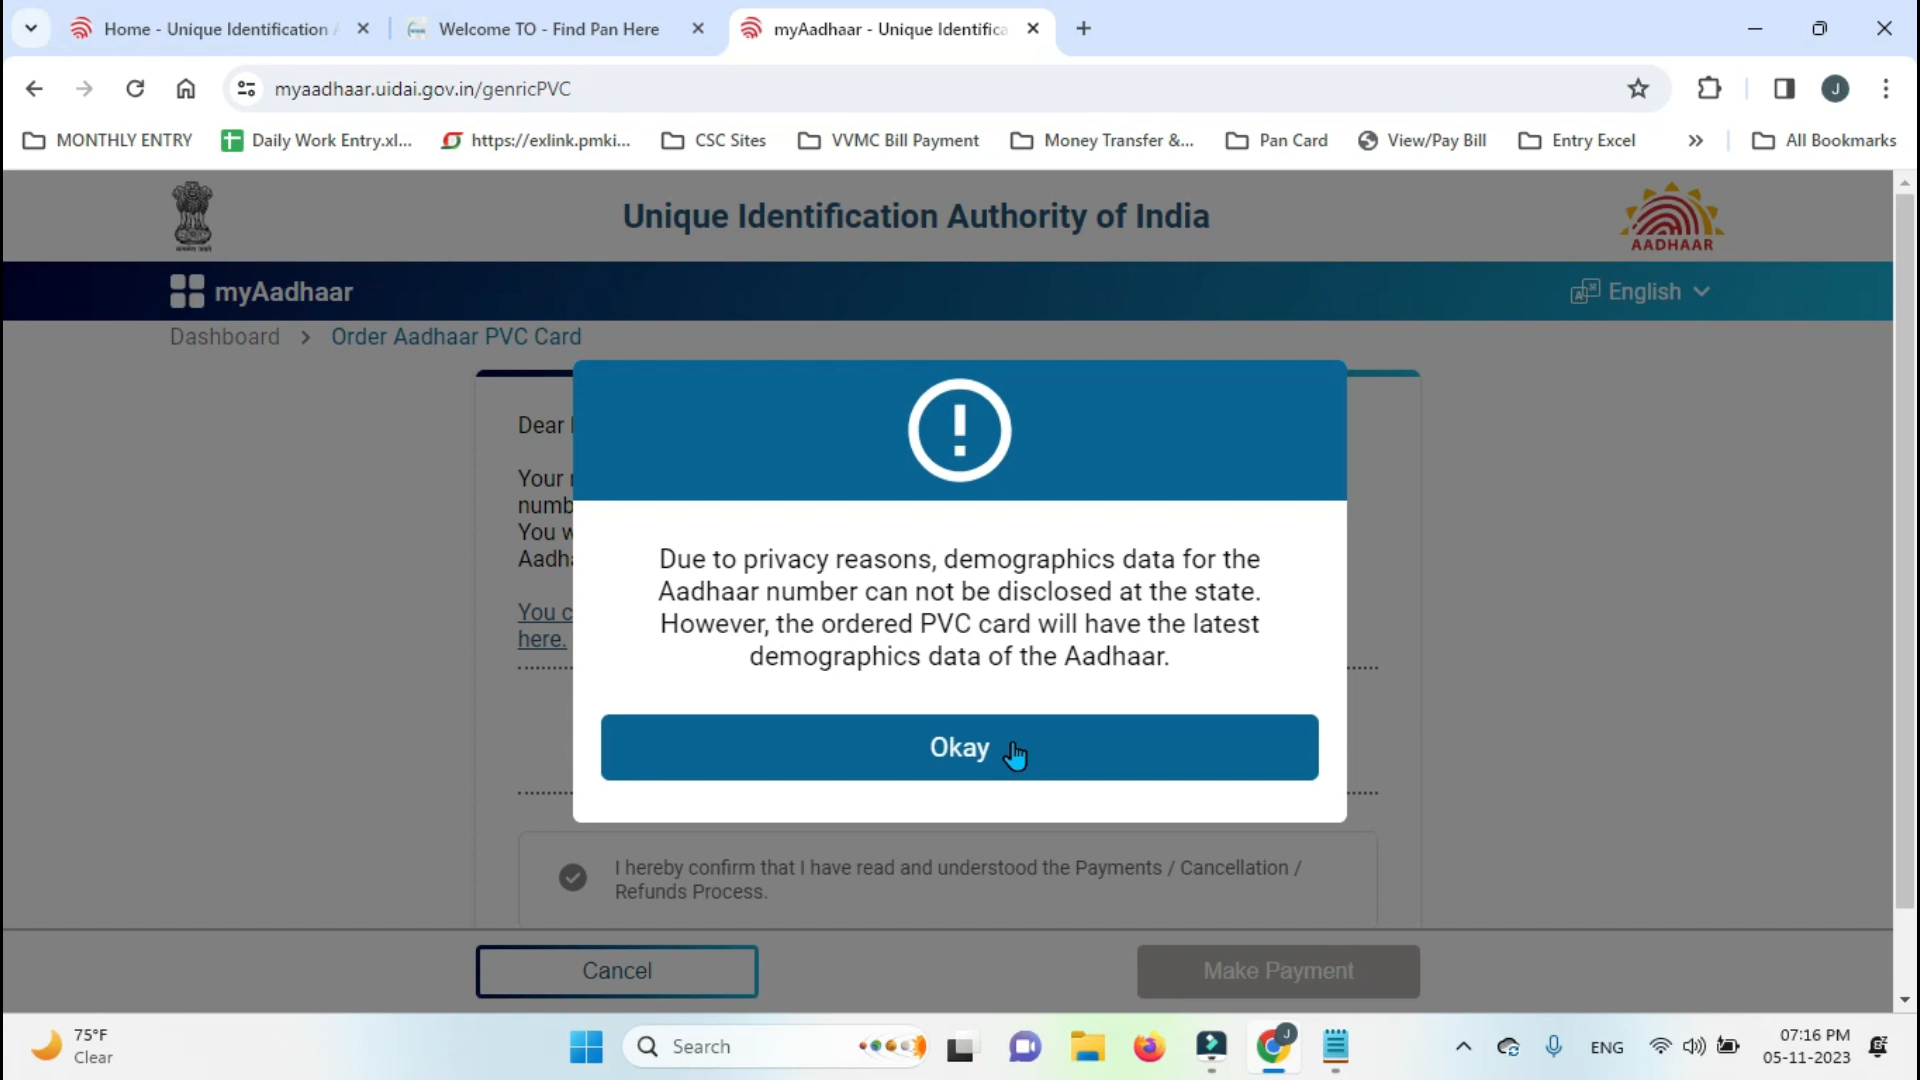 Home - Unique Identification
Welcome TO - Find Pan Here
myAadhaar - Unique Identifica
myaadhaar.uidai.gov.in/genricPVC
J
MONTHLY ENTRY
Daily Work Entry.xl...
https://exlink.pmki...
CSC Sites
VVMC Bill Payment
Money Transfer &...
Pan Card
View/Pay Bill
Entry Excel
»
All Bookmarks
Unique Identification Authority of India
AADHAAR
myAadhaar
English
Dashboard > Order Aadhaar PVC Card
Dear
Your
numb
You w
Aadha
You c
here.
Due to privacy reasons, demographics data for the
Aadhaar number can not be disclosed at the state.
However, the ordered PVC card will have the latest
demographics data of the Aadhaar.
Okay
I hereby confirm that I have read and understood the Payments / Cancellation /
Refunds Process.
Cancel
Make Payment
75°F
Clear
Search
J
ENG
07:16 PM
05-11-2023